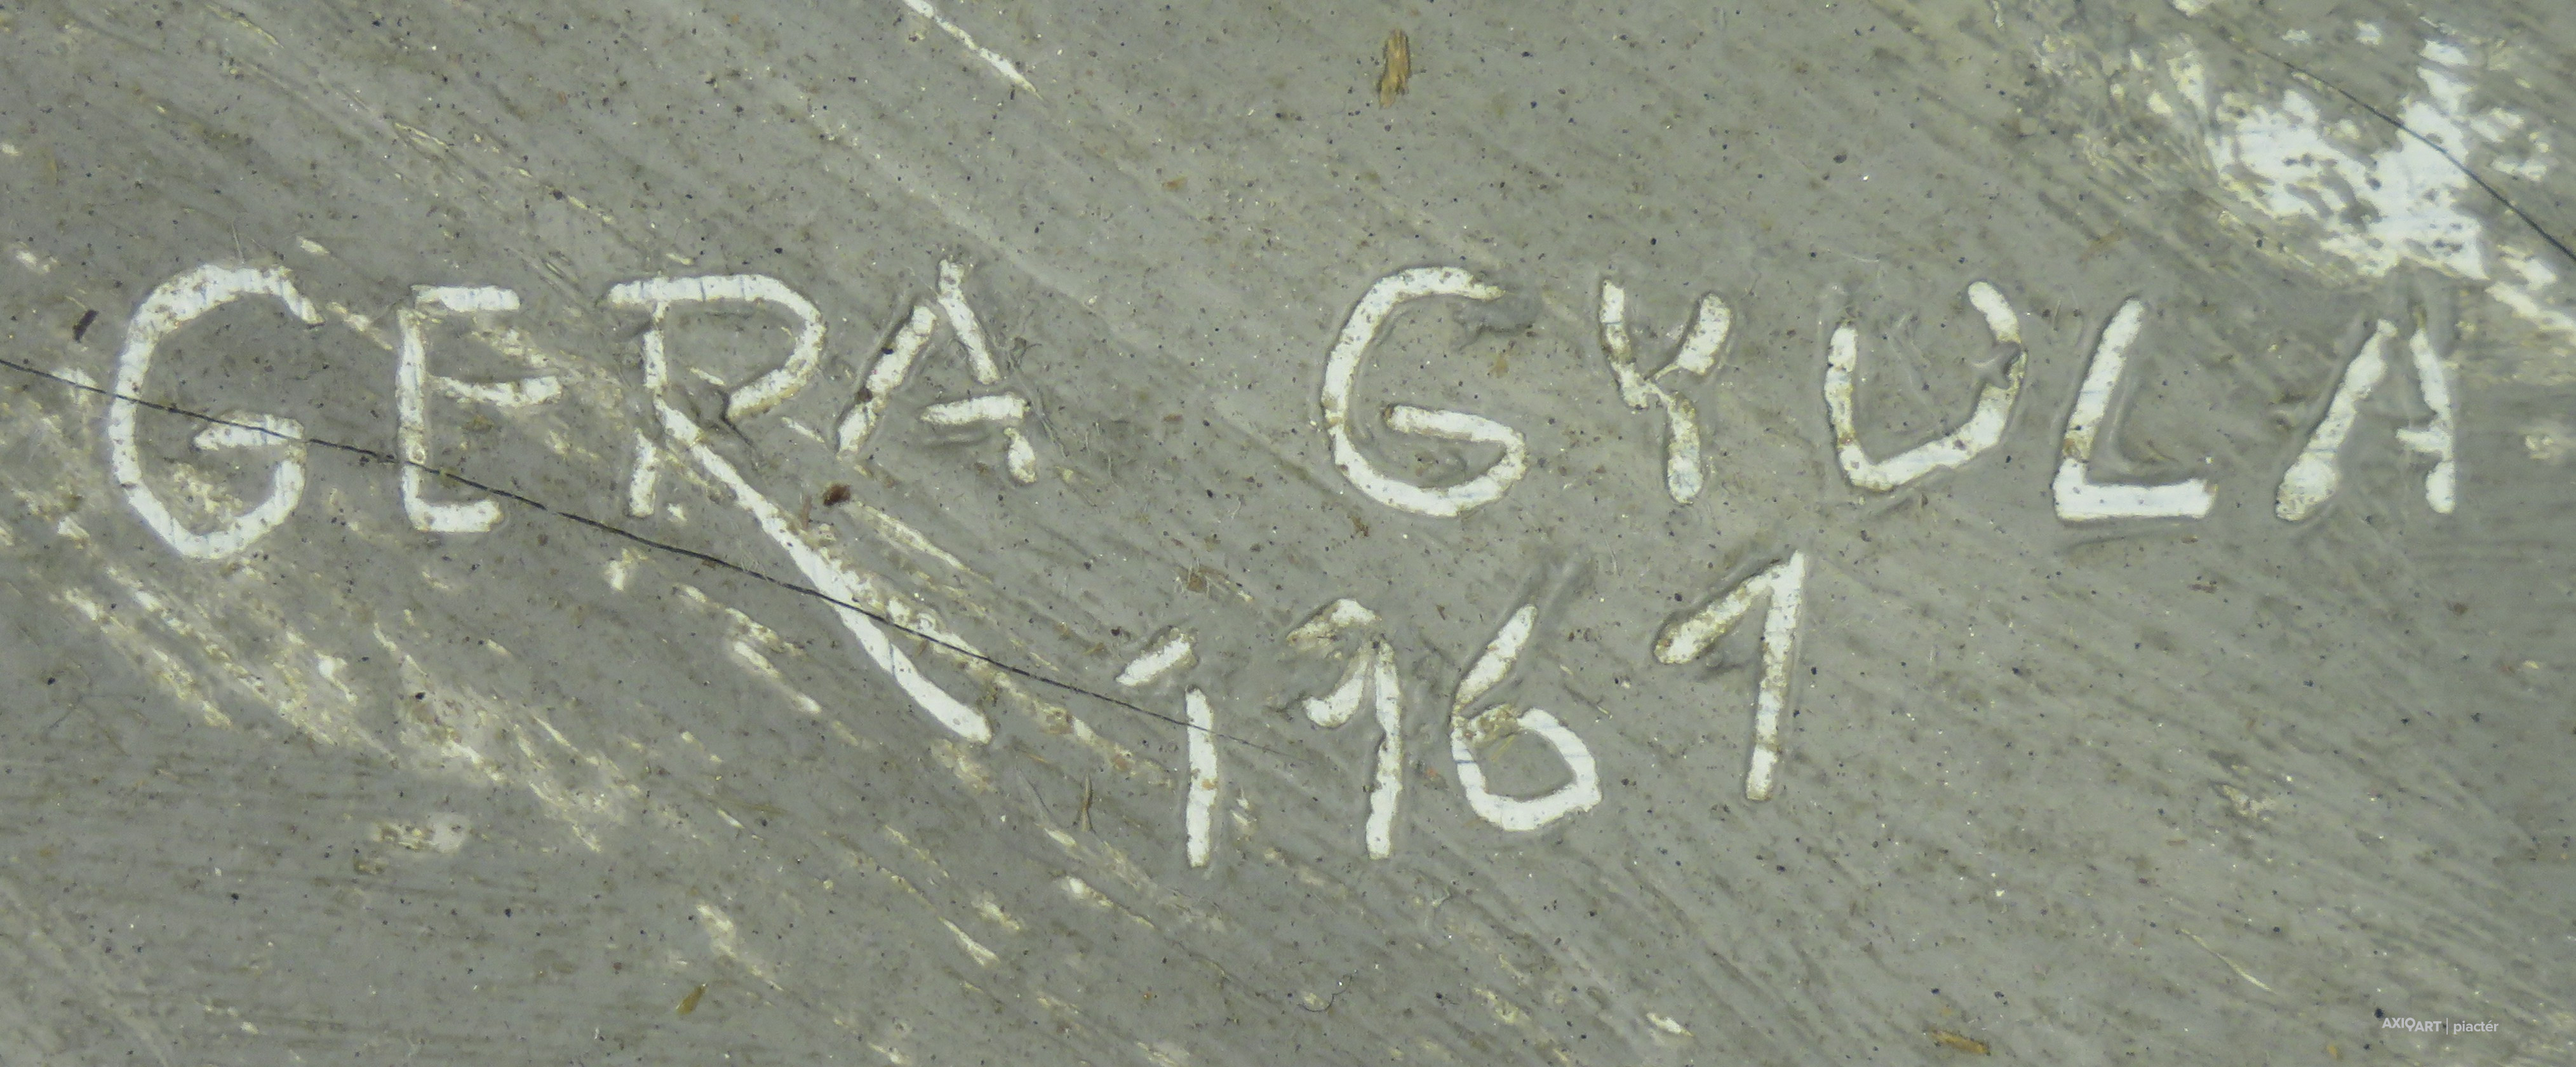 GERA GYULA
1961
AXIOART | piactér